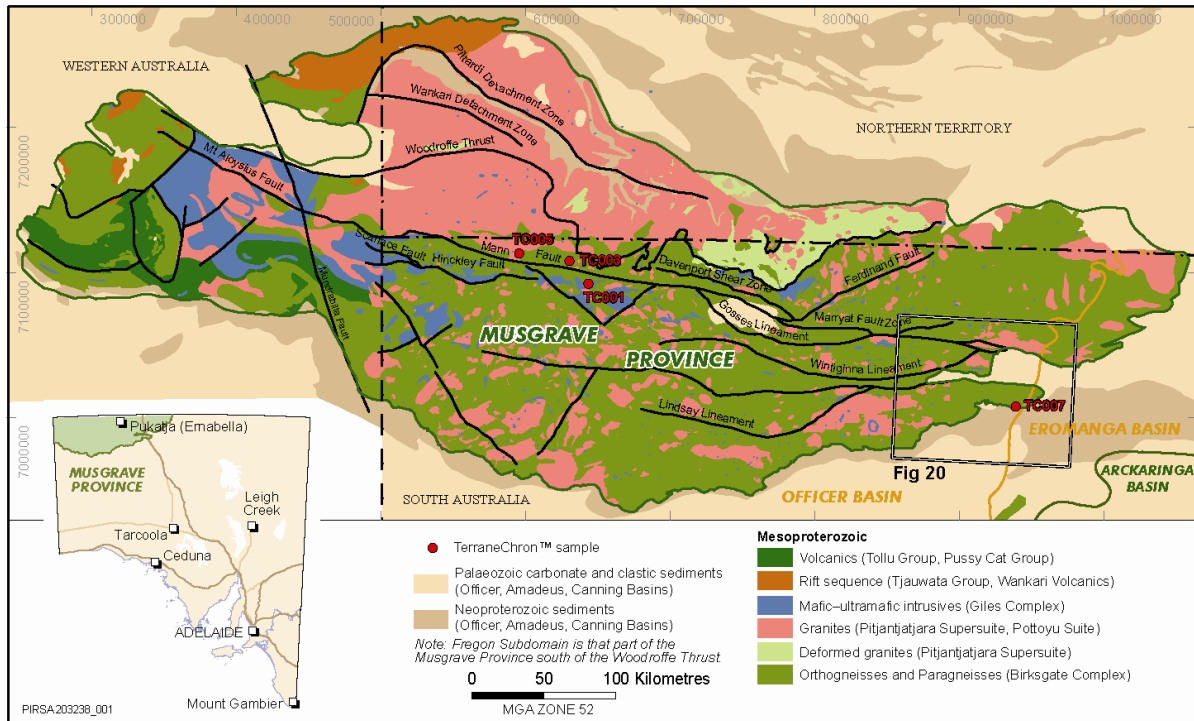 300000
400000
600000
700000
800000
900000
1000000
7200000
7100000
7000000
WESTERN AUSTRALIA
NORTHERN TERRITORY
SOUTH AUSTRALIA
Piltardi Detachment Zone
Wankari Detachment Zone
Woodroffe Thrust
Mt Aloysius Fault
Mundrabilla Fault
Scarface Fault
Hinckley Fault
Mann Fault
Davenport Shear Zone
Ferdinand Fault
Gosses Lineament
Marryat Fault Zone
Wintiginna Lineament
Lindsay Lineament
TC005
TC003
TC001
TC007
MUSGRAVE
PROVINCE
Fig 20
EROMANGA BASIN
OFFICER BASIN
ARCKARINGA
BASIN
Pukatja (Ernabella)
MUSGRAVE
PROVINCE
Leigh
Creek
Tarcoola
Ceduna
ADELAIDE
Mount Gambier
PIRSA 203238_001
TerraneChron™ sample
Palaeozoic carbonate and clastic sediments
(Officer, Amadeus, Canning Basins)
Neoproterozoic sediments
(Officer, Amadeus, Canning Basins)
Note: Fregon Subdomain is that part of the
Musgrave Province south of the Woodroffe Thrust.
0 50 100 Kilometres
MGA ZONE 52
Mesoproterozoic
Volcanics (Tollu Group, Pussy Cat Group)
Rift sequence (Tjauwata Group, Wankari Volcanics)
Mafic–ultramafic intrusives (Giles Complex)
Granites (Pitjantjatjara Supersuite, Pottoyu Suite)
Deformed granites (Pitjantjatjara Supersuite)
Orthogneisses and Paragneisses (Birksgate Complex)